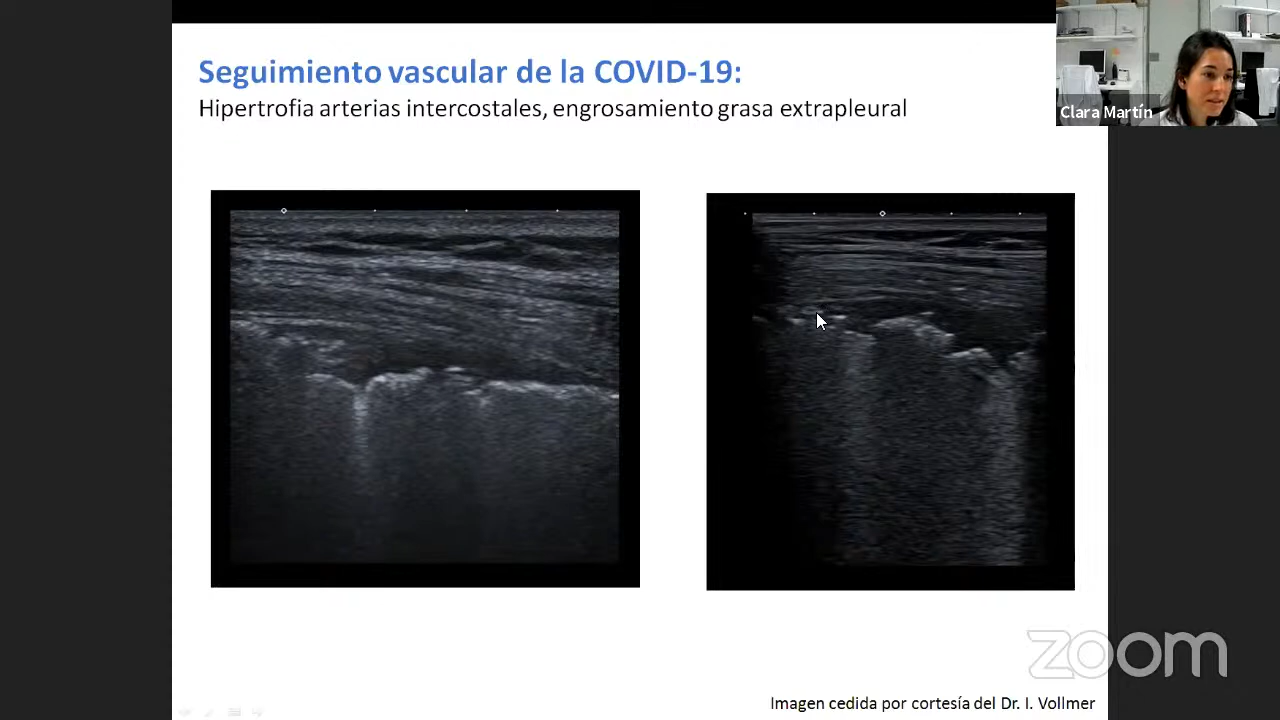 Seguimiento vascular de la COVID-19:
Hipertrofia arterias intercostales, engrosamiento grasa extrapleural
Clara Martín
zoom
Imagen cedida por cortesía del Dr. I. Vollmer